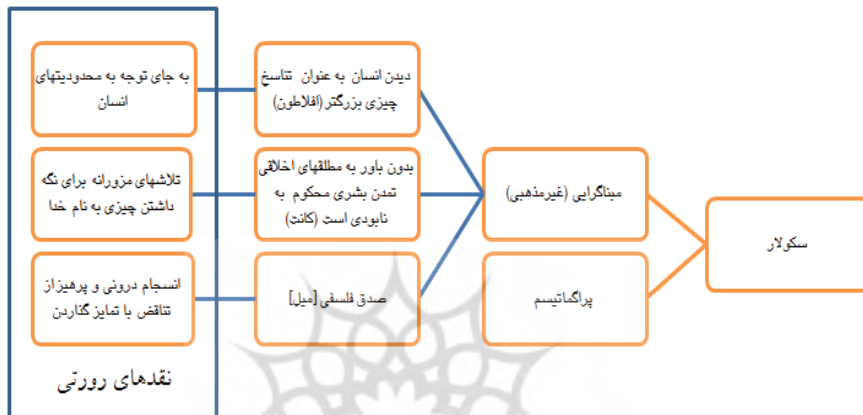 سکولار
مبناگرایی (غیرمذهبی)
پراگماتیسم
دیدن انسان به عنوان تناسخ
چیزی بزرگتر (افلاطون)
بدون باور به مطلقهای اخلاقی
تمدن بشری محکوم به
نابودی است (کانت)
صدق فلسفی [میل]
به جای توجه به محدودیتهای
انسان
تلاشهای مزورانه برای نگه
داشتن چیزی به نام خدا
انسجام درونی و پرهیز از
تناقض با تمایز گذاردن
نقدهای رورتی